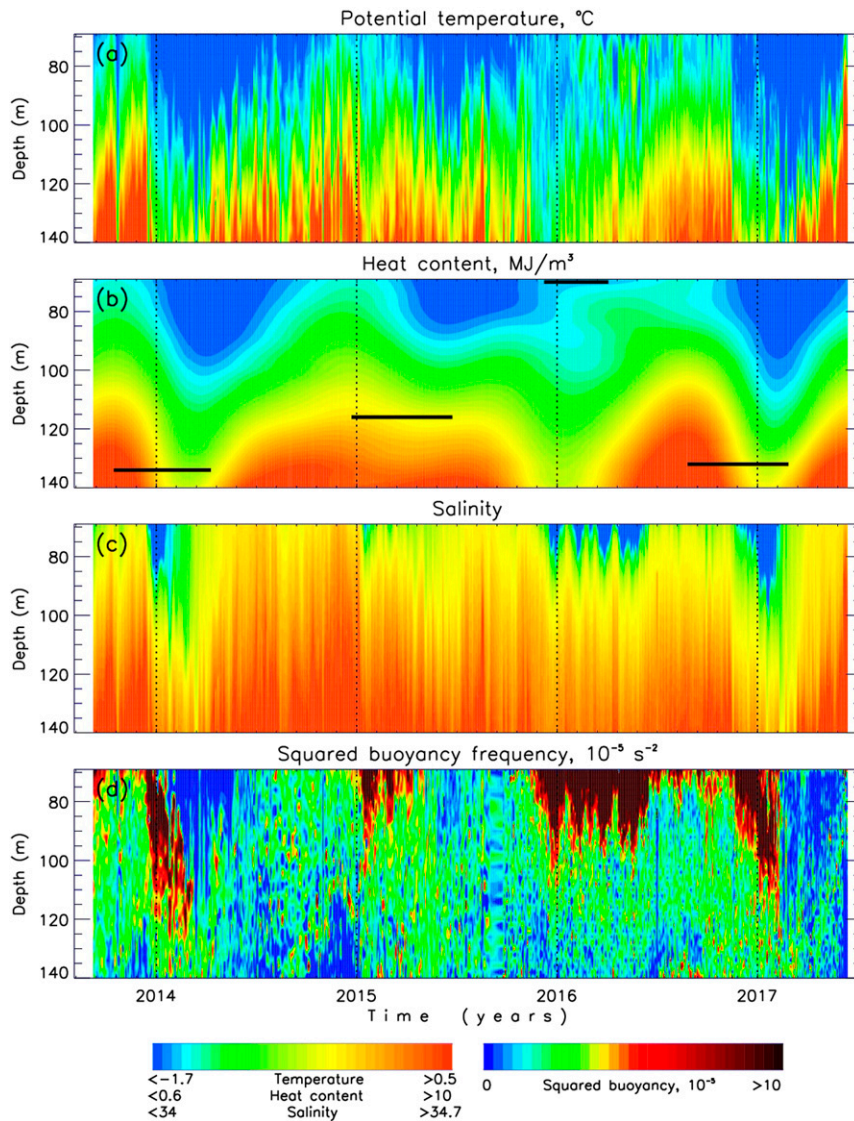 Potential temperature, °C
(a)
80
100
120
140
Depth (m)
Heat content, MJ/m³
(b)
80
100
120
140
Depth (m)
Salinity
(c)
80
100
120
140
Depth (m)
Squared buoyancy frequency, 10⁻⁵ s⁻²
(d)
80
100
120
140
Depth (m)
2014 2015 2016 2017
Time (years)
<-1.7 Temperature >0.5
<0.6 Heat content >10
<34 Salinity >34.7
0 Squared buoyancy, 10⁻⁵ >10